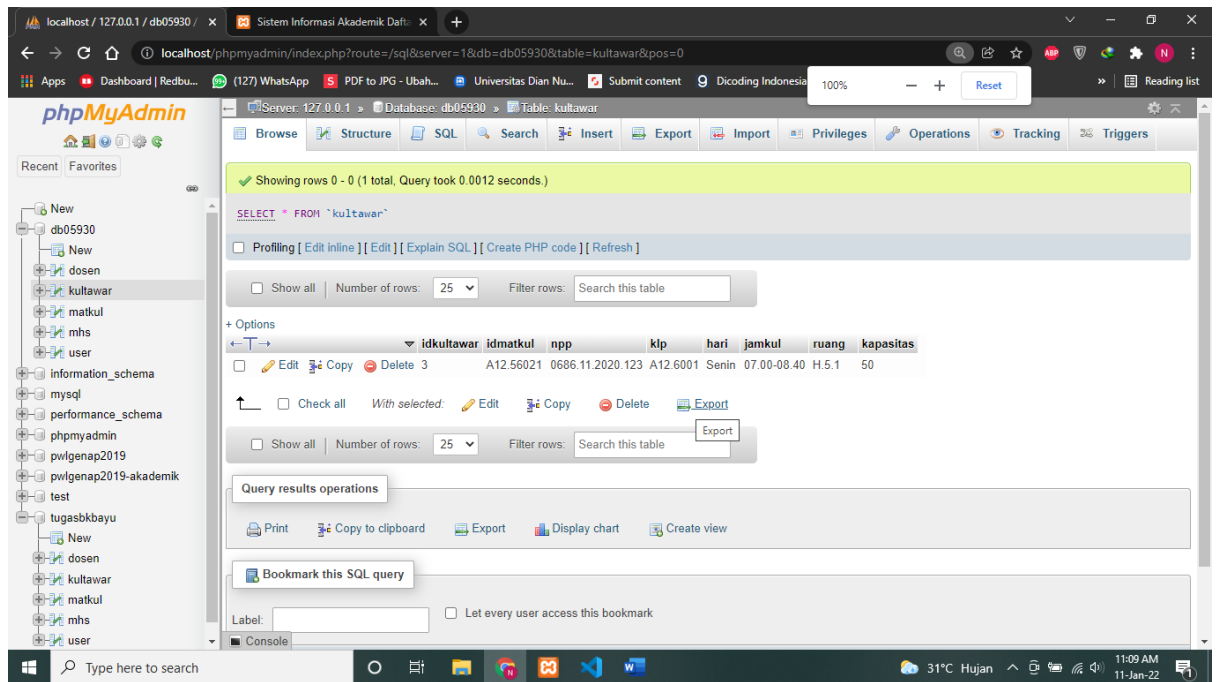 localhost / 127.0.0.1 / db05930 /
Sistem Informasi Akademik Dafta
localhost/phpmyadmin/index.php?route=/sql&server=1&db=db05930&table=kultawar&pos=0
ABP
N
Apps
Dashboard | Redbu...
99+
(127) WhatsApp
S
PDF to JPG - Ubah...
Universitas Dian Nu...
Submit content
Dicoding Indonesia
100%
Reset
»
Reading list
phpMyAdmin
Server: 127.0.0.1 » Database: db05930 » Table: kultawar
Browse
Structure
SQL
Search
Insert
Export
Import
Privileges
Operations
Tracking
Triggers
Recent
Favorites
New
db05930
New
dosen
kultawar
matkul
mhs
user
information_schema
mysql
performance_schema
phpmyadmin
pwlgenap2019
pwlgenap2019-akademik
test
tugasbkbayu
New
dosen
kultawar
matkul
mhs
user
Showing rows 0 - 0 (1 total, Query took 0.0012 seconds.)
SELECT * FROM `kultawar`
Profiling [ Edit inline ] [ Edit ] [ Explain SQL ] [ Create PHP code ] [ Refresh ]
Show all | Number of rows: 25 Filter rows: Search this table
+ Options
←T→ idkultawar idmatkul npp klp hari jamkul ruang kapasitas
Edit Copy Delete 3 A12.56021 0686.11.2020.123 A12.6001 Senin 07.00-08.40 H.5.1 50
Check all With selected: Edit Copy Delete Export
Export
Show all | Number of rows: 25 Filter rows: Search this table
Query results operations
Print Copy to clipboard Export Display chart Create view
Bookmark this SQL query
Label: Let every user access this bookmark
Console
Type here to search
31°C Hujan
11:09 AM
11-Jan-22
1